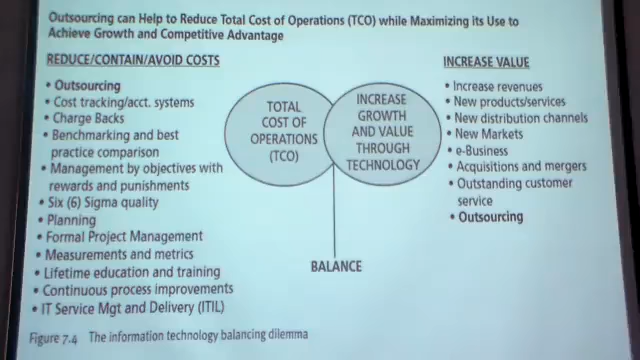 Outsourcing can Help to Reduce Total Cost of Operations (TCO) while Maximizing its Use to
Achieve Growth and Competitive Advantage
REDUCE/CONTAIN/AVOID COSTS
• Outsourcing
• Cost tracking/acct. systems
• Charge Backs
• Benchmarking and best
practice comparison
• Management by objectives with
rewards and punishments
• Six (6) Sigma quality
• Planning
• Formal Project Management
• Measurements and metrics
• Lifetime education and training
• Continuous process improvements
• IT Service Mgt and Delivery (ITIL)
TOTAL
COST OF
OPERATIONS
(TCO)
INCREASE
GROWTH
AND VALUE
THROUGH
TECHNOLOGY
BALANCE
INCREASE VALUE
• Increase revenues
• New products/services
• New distribution channels
• New Markets
• e-Business
• Acquisitions and mergers
• Outstanding customer
service
• Outsourcing
Figure 7.4 The information technology balancing dilemma